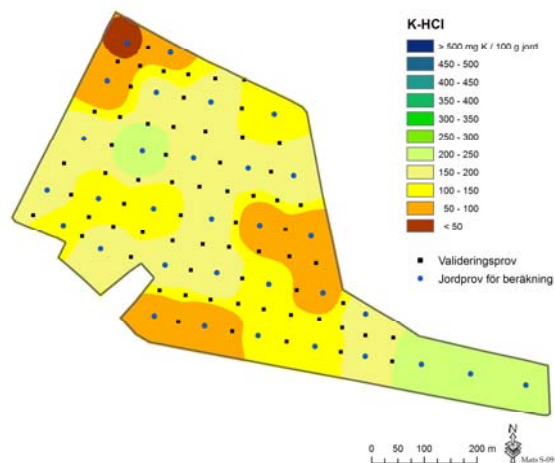 K-HCl
> 500 mg K / 100 g jord
450 - 500
400 - 450
350 - 400
300 - 350
250 - 300
200 - 250
150 - 200
100 - 150
50 - 100
< 50
Valideringsprov
Jordprov för beräkning
N
0 50 100 200 m
Mats S-09